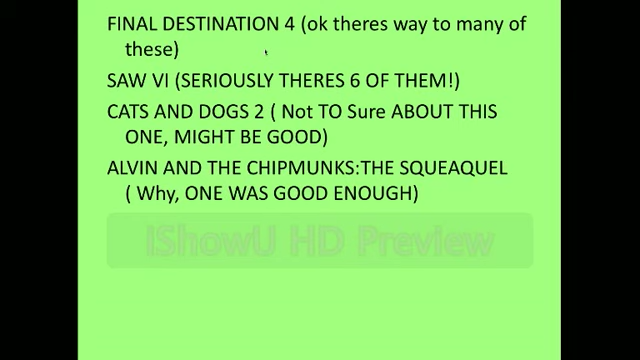 FINAL DESTINATION 4 (ok theres way to many of
these)
SAW VI (SERIOUSLY THERES 6 OF THEM!)
CATS AND DOGS 2 ( Not TO Sure ABOUT THIS
ONE, MIGHT BE GOOD)
ALVIN AND THE CHIPMUNKS:THE SQUEAQUEL
( Why, ONE WAS GOOD ENOUGH)
IShowU HD Preview